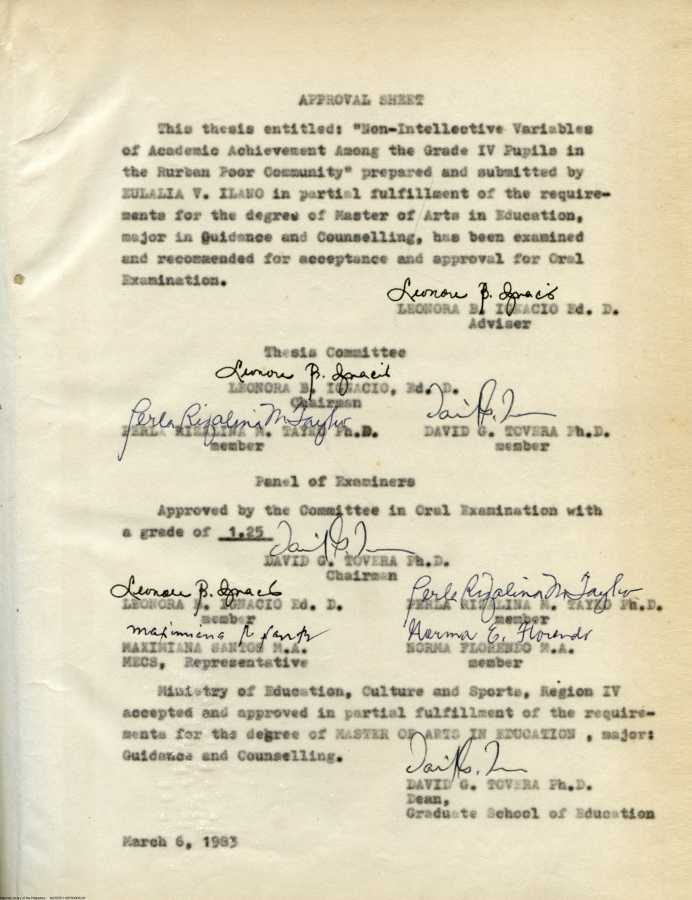 APPROVAL SHEET
This thesis entitled: "Non-Intellective Variables
of Academic Achievement Among the Grade IV Pupils in
the Rurban Poor Community" prepared and submitted by
EULALIA V. ILANO in partial fulfillment of the require-
ments for the degree of Master of Arts in Education,
major in Guidance and Counselling, has been examined
and recommended for acceptance and approval for Oral
Examination.
Leonora B. Ignacio
LEONORA B. IGNACIO Ed. D.
Adviser
Thesis Committee
Leonora B. Ignacio
LEONORA B. IGNACIO, Ed. D.
Chairman
Perla Rizalina M. Tayko
PERLA RIZALINA M. TAYKO Ph.D. DAVID G. TOVERA Ph.D.
member member
Panel of Examiners
Approved by the Committee in Oral Examination with
a grade of 1.25
DAVID G. TOVERA Ph.D.
Chairman
Leonora B. Ignacio Perla Rizalina M. Tayko
LEONORA B. IGNACIO Ed. D. PERLA RIZALINA M. TAYKO Ph.D.
member member
Maximiana Norma E. Florendo
MAXIMIANA SANTOS M.A. NORMA FLORENDO M.A.
MECS, Representative member
Ministry of Education, Culture and Sports, Region IV
accepted and approved in partial fulfillment of the require-
ments for the degree of MASTER OF ARTS IN EDUCATION , major:
Guidance and Counselling.
DAVID G. TOVERA Ph.D.
Dean,
Graduate School of Education
March 6, 1983